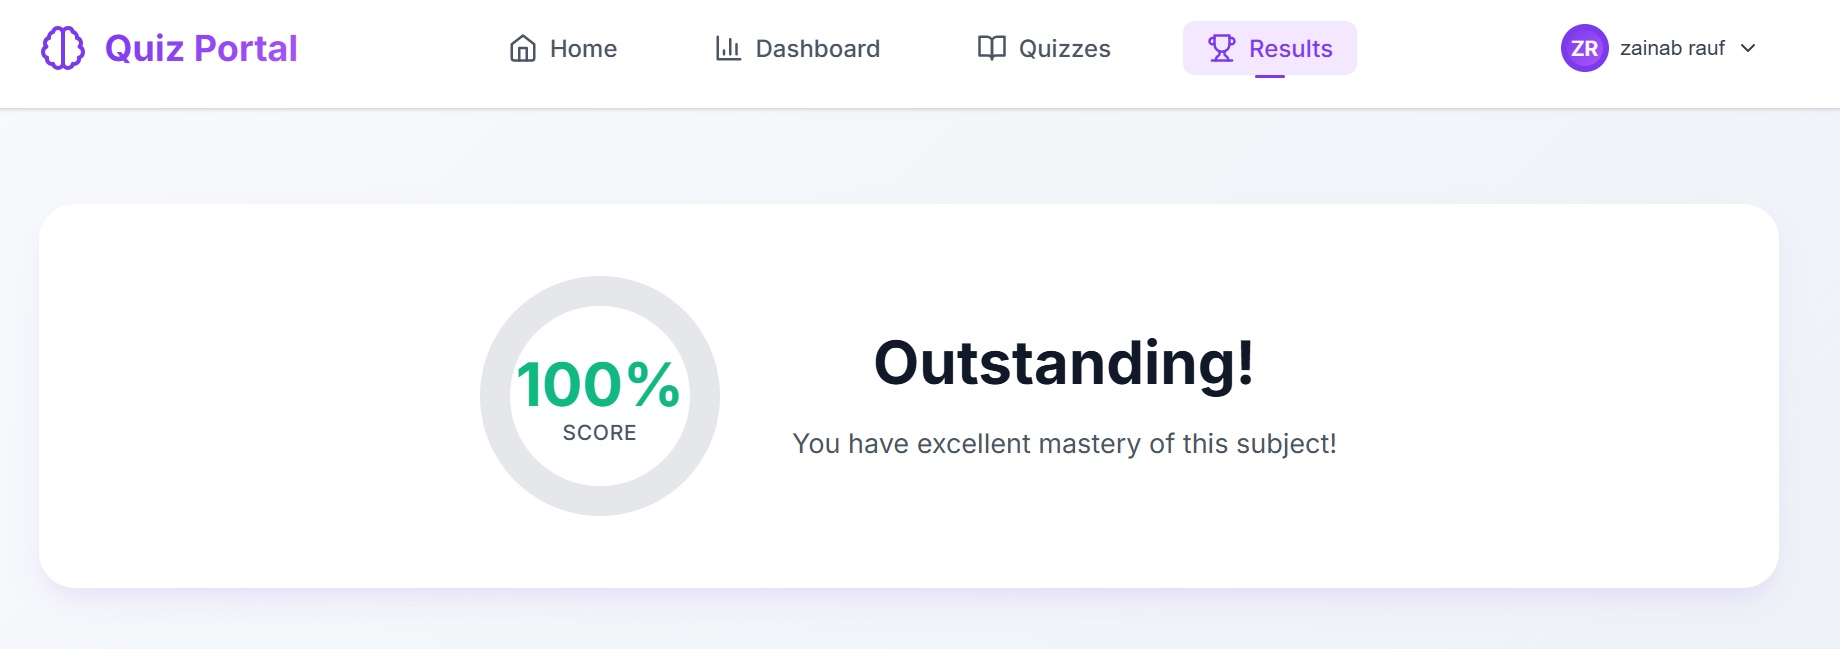 Quiz Portal
Home
Dashboard
Quizzes
Results
ZR
zainab rauf
100%
SCORE
Outstanding!
You have excellent mastery of this subject!